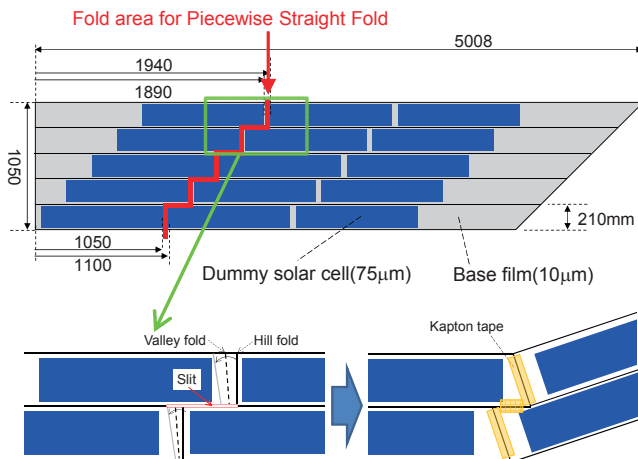 Fold area for Piecewise Straight Fold
5008
1940
1890
1050
210mm
1050
1100
Dummy solar cell(75μm)
Base film(10μm)
Valley fold
Hill fold
Slit
Kapton tape